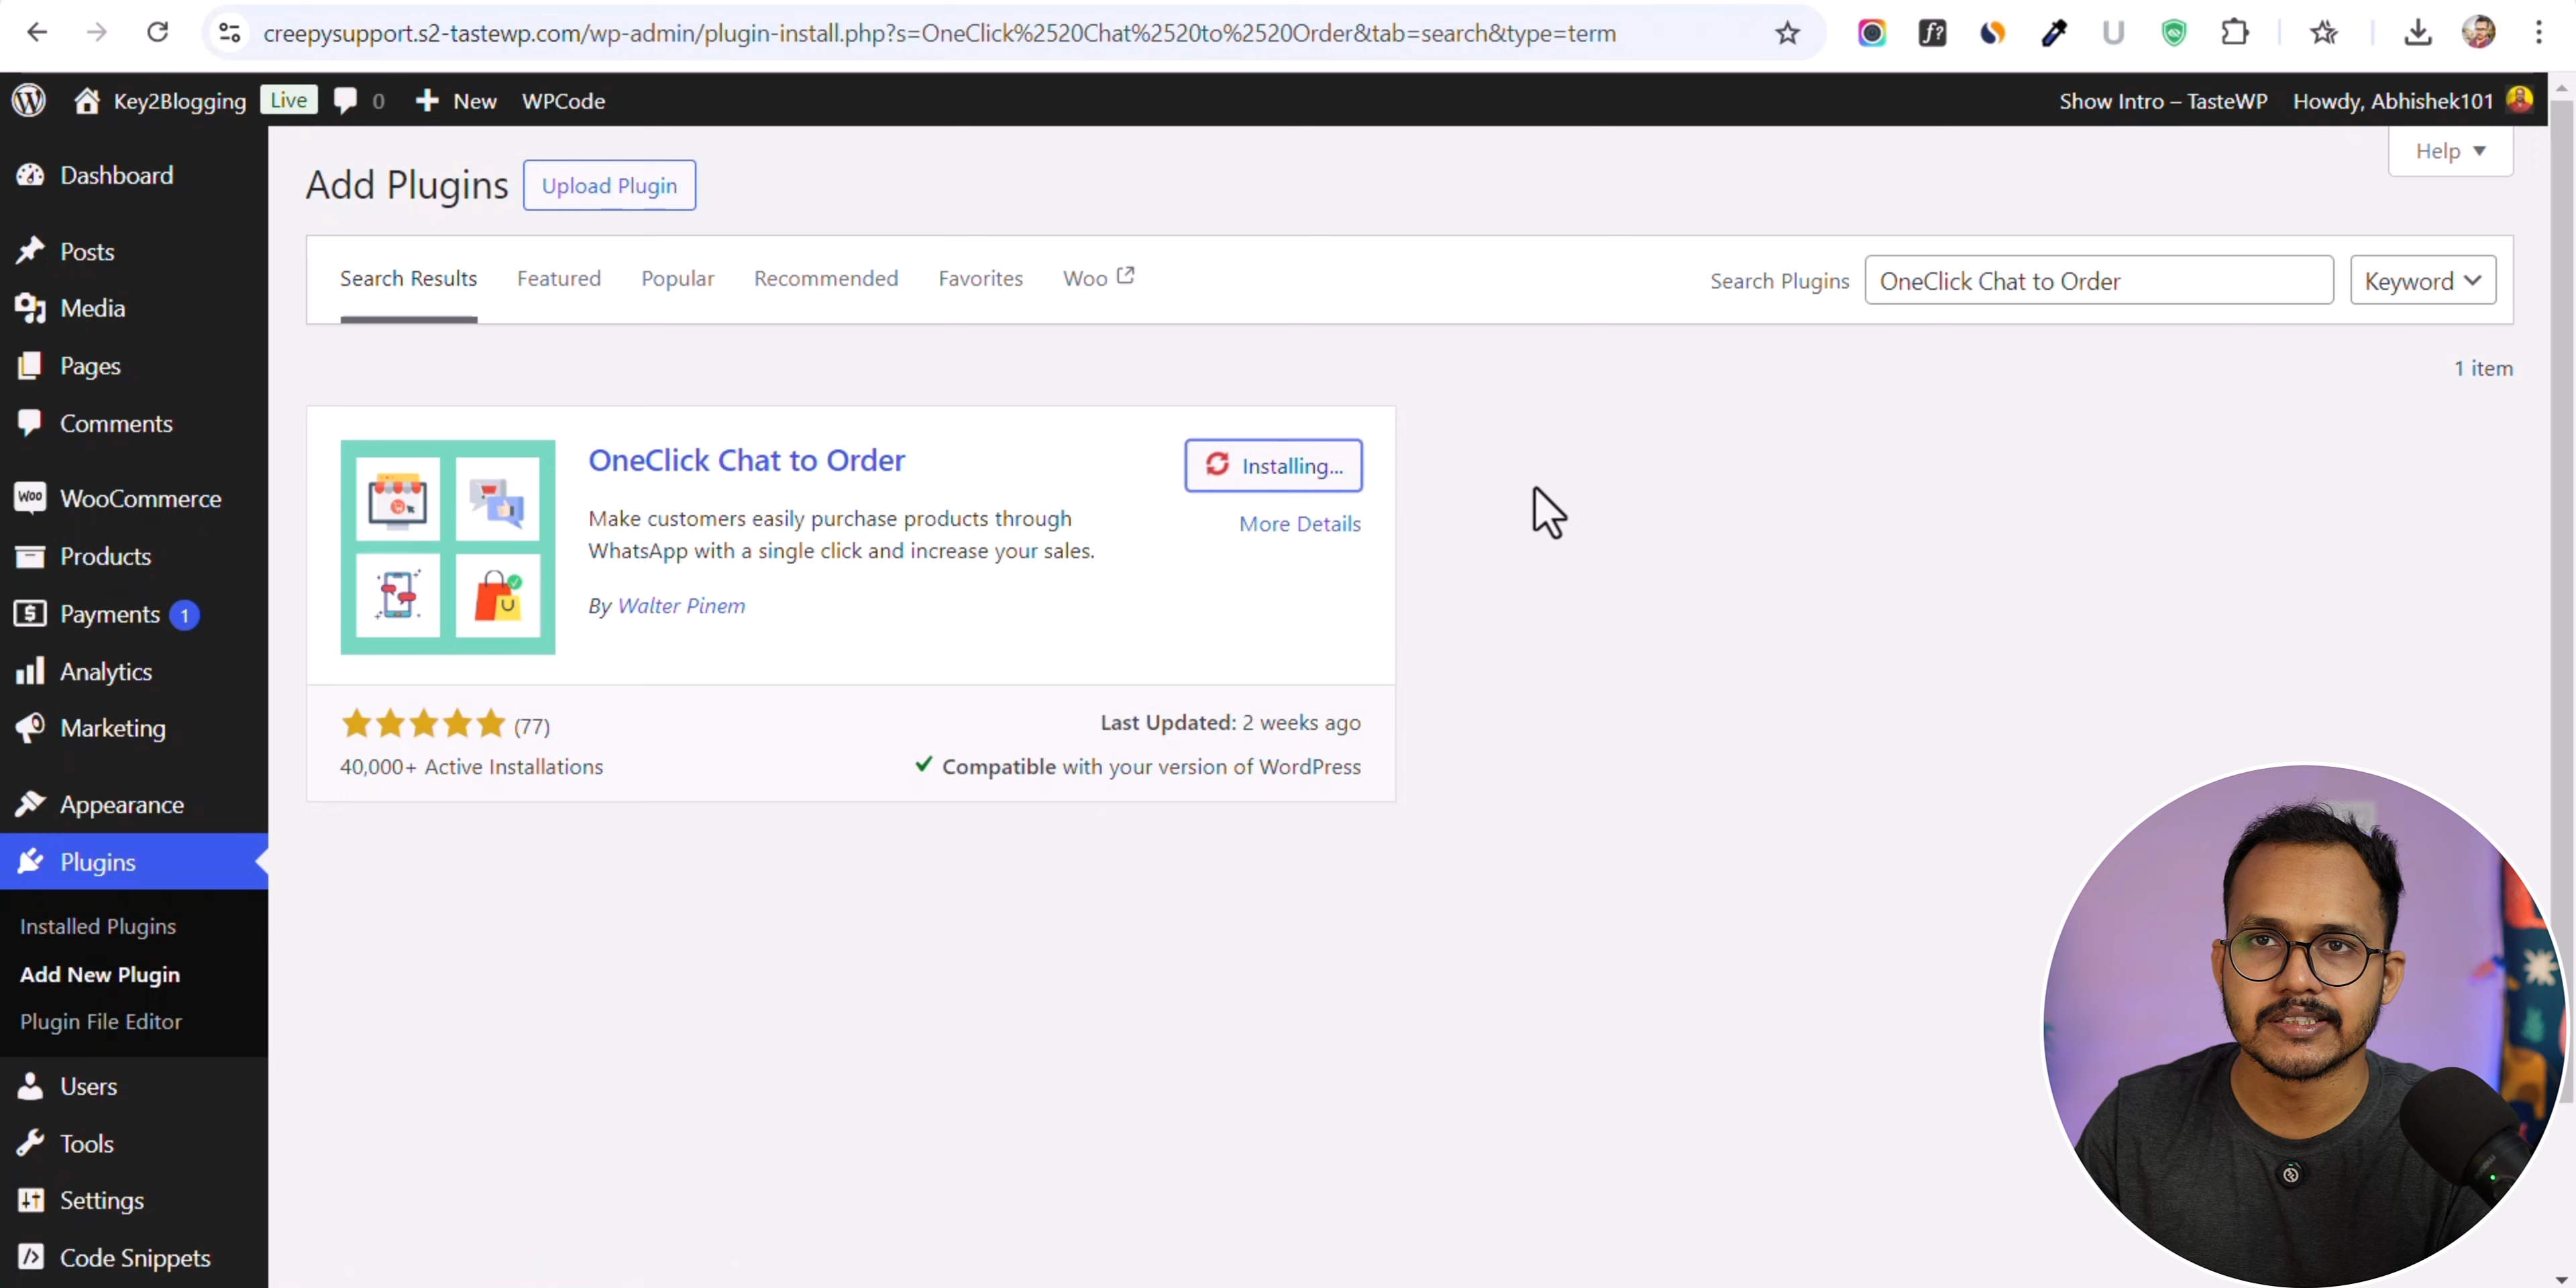 creepysupport.s2-tastewp.com/wp-admin/plugin-install.php?s=OneClick%2520Chat%2520to%2520Order&tab=search&type=term
Key2Blogging Live 0 New WPCode Show Intro – TasteWP Howdy, Abhishek101
Help
Dashboard
Posts
Media
Pages
Comments
Woo WooCommerce
Products
Payments 1
Analytics
Marketing
Appearance
Plugins
Installed Plugins
Add New Plugin
Plugin File Editor
Users
Tools
Settings
Code Snippets
Add Plugins Upload Plugin
Search Results Featured Popular Recommended Favorites Woo Search Plugins OneClick Chat to Order Keyword
1 item
OneClick Chat to Order
Installing...
More Details
Make customers easily purchase products through
WhatsApp with a single click and increase your sales.
By Walter Pinem
(77)
Last Updated: 2 weeks ago
40,000+ Active Installations
Compatible with your version of WordPress